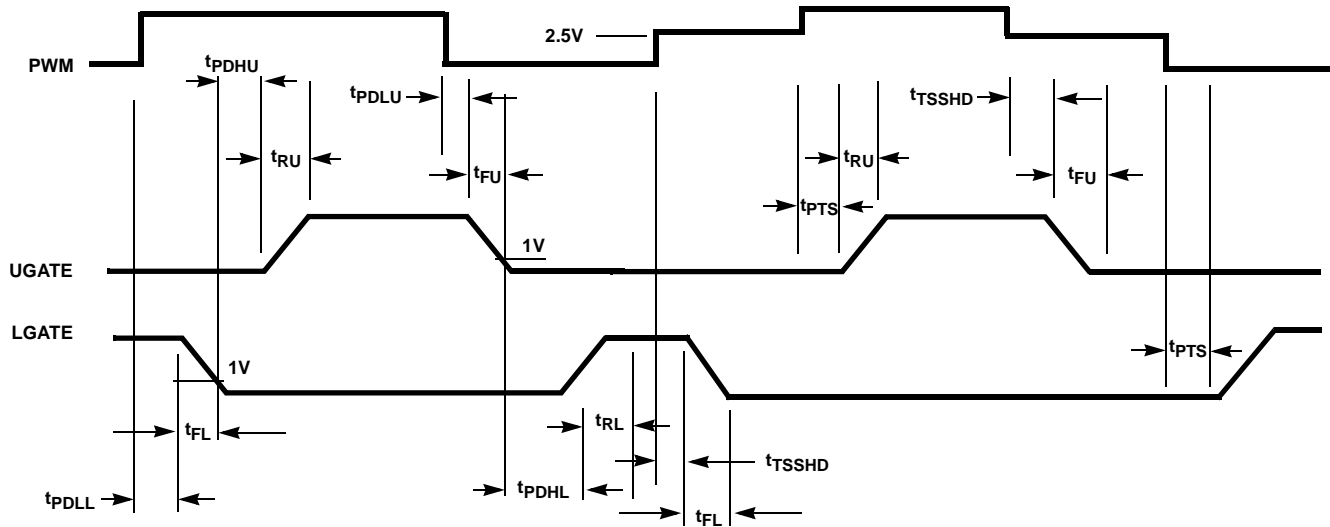 2.5V
PWM
tPDHU
tPDLU
tTSSHD
tRU
tFU
tRU
tFU
tPTS
1V
UGATE
LGATE
1V
tPTS
tFL
tRL
tTSSHD
tPDLL
tPDHL
tFL